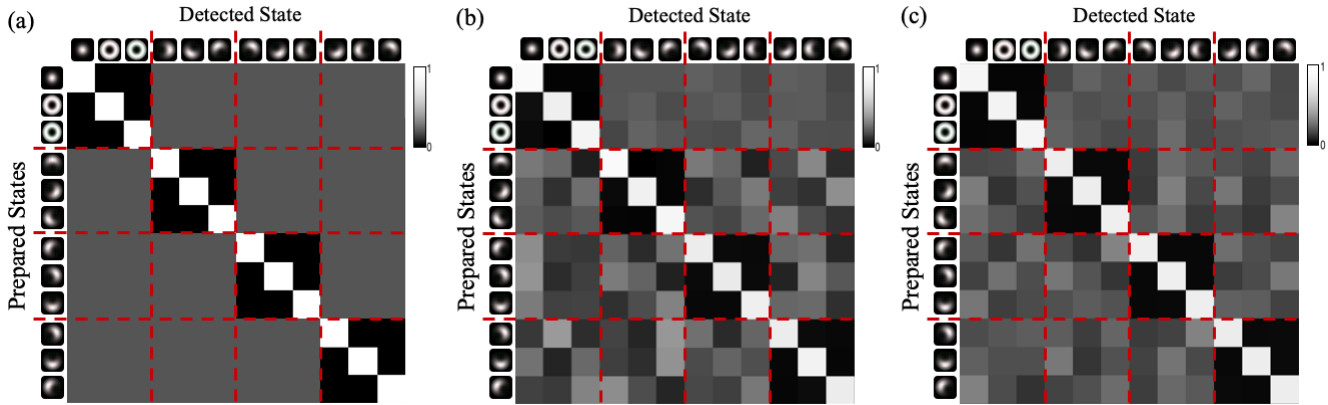 (a)
Detected State
Prepared States
1
0
(b)
Detected State
Prepared States
1
0
(c)
Detected State
Prepared States
1
0